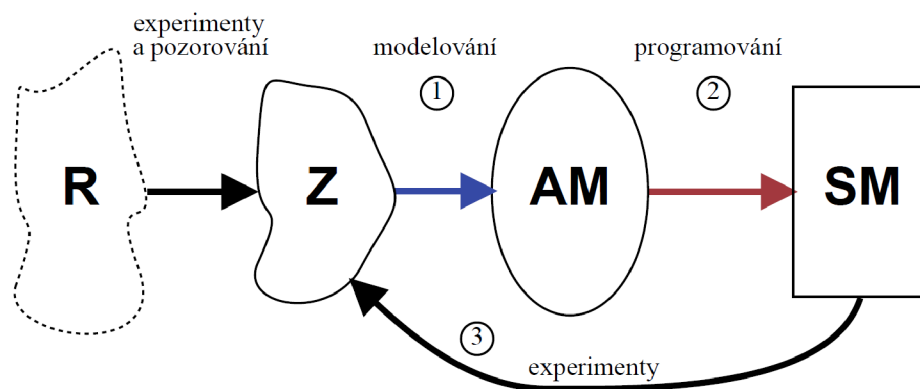 experimenty
a pozorování
modelování
programování
1
2
R
Z
AM
SM
3
experimenty